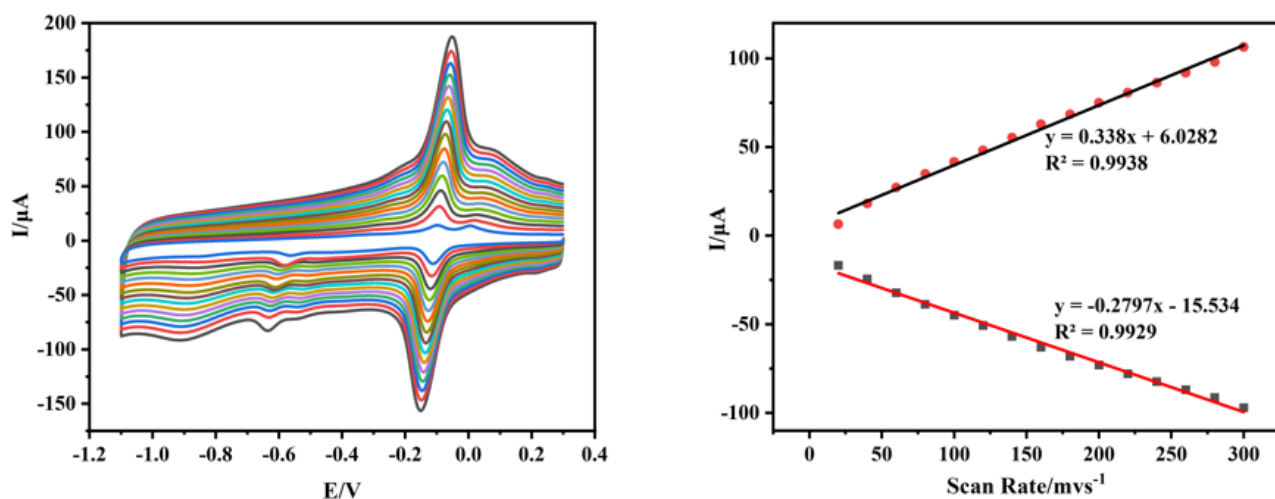 200
150
100
50
0
-50
-100
-150
I/μA
-1.2 -1.0 -0.8 -0.6 -0.4 -0.2 0.0 0.2 0.4
E/V
100
50
0
-50
-100
I/μA
y = 0.338x + 6.0282
R² = 0.9938
y = -0.2797x - 15.534
R² = 0.9929
0 50 100 150 200 250 300
Scan Rate/mvs⁻¹